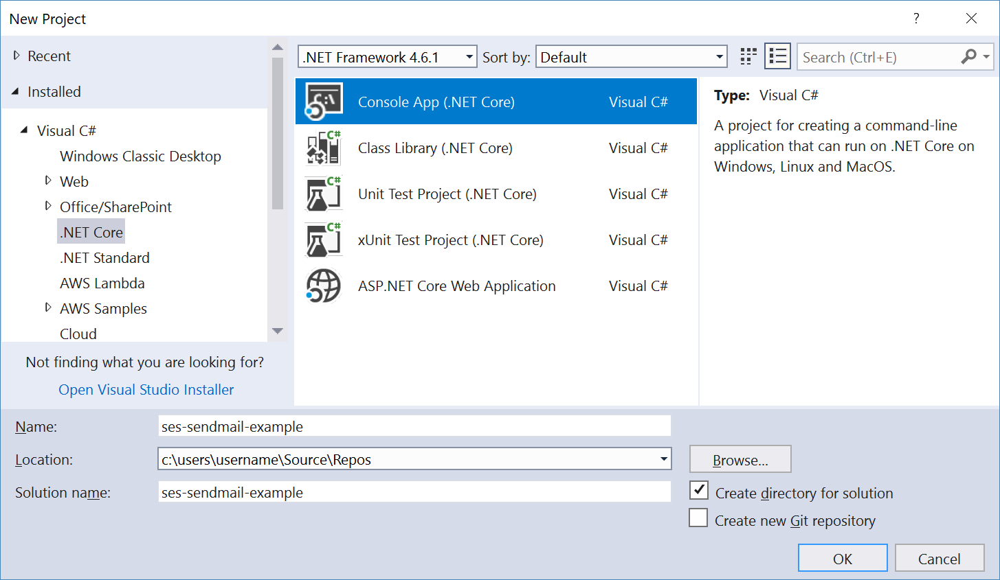 New Project
?
Recent
Installed
Visual C#
Windows Classic Desktop
Web
Office/SharePoint
.NET Core
.NET Standard
AWS Lambda
AWS Samples
Cloud
Not finding what you are looking for?
Open Visual Studio Installer
.NET Framework 4.6.1 Sort by: Default Search (Ctrl+E)
C:\ Console App (.NET Core) Visual C#
C# Class Library (.NET Core) Visual C#
C# Unit Test Project (.NET Core) Visual C#
C# xUnit Test Project (.NET Core) Visual C#
ASP.NET Core Web Application Visual C#
Type: Visual C#
A project for creating a command-line
application that can run on .NET Core on
Windows, Linux and MacOS.
Name: ses-sendmail-example
Location: c:\users\username\Source\Repos Browse...
Solution name: ses-sendmail-example
Create directory for solution
Create new Git repository
OK Cancel